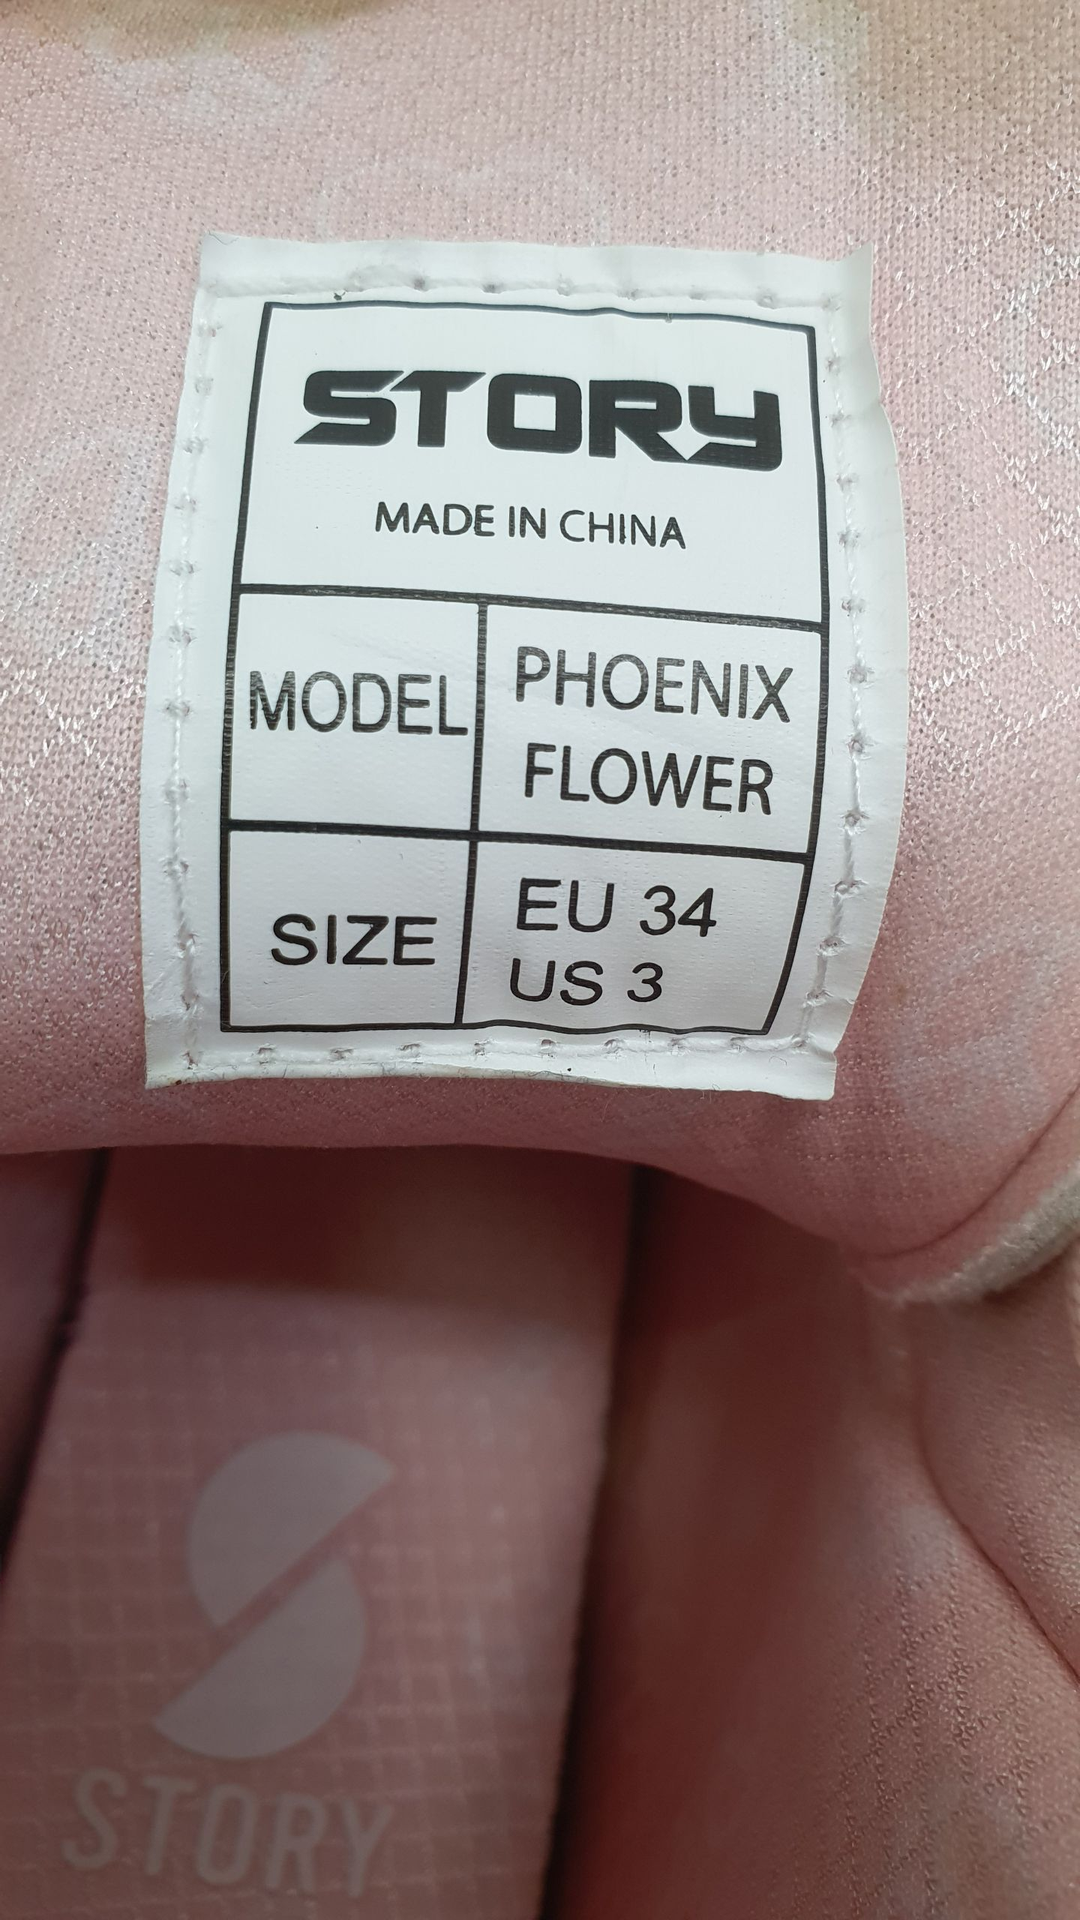 STORY
MADE IN CHINA
MODEL
PHOENIX
FLOWER
SIZE
EU 34
US 3
STORY